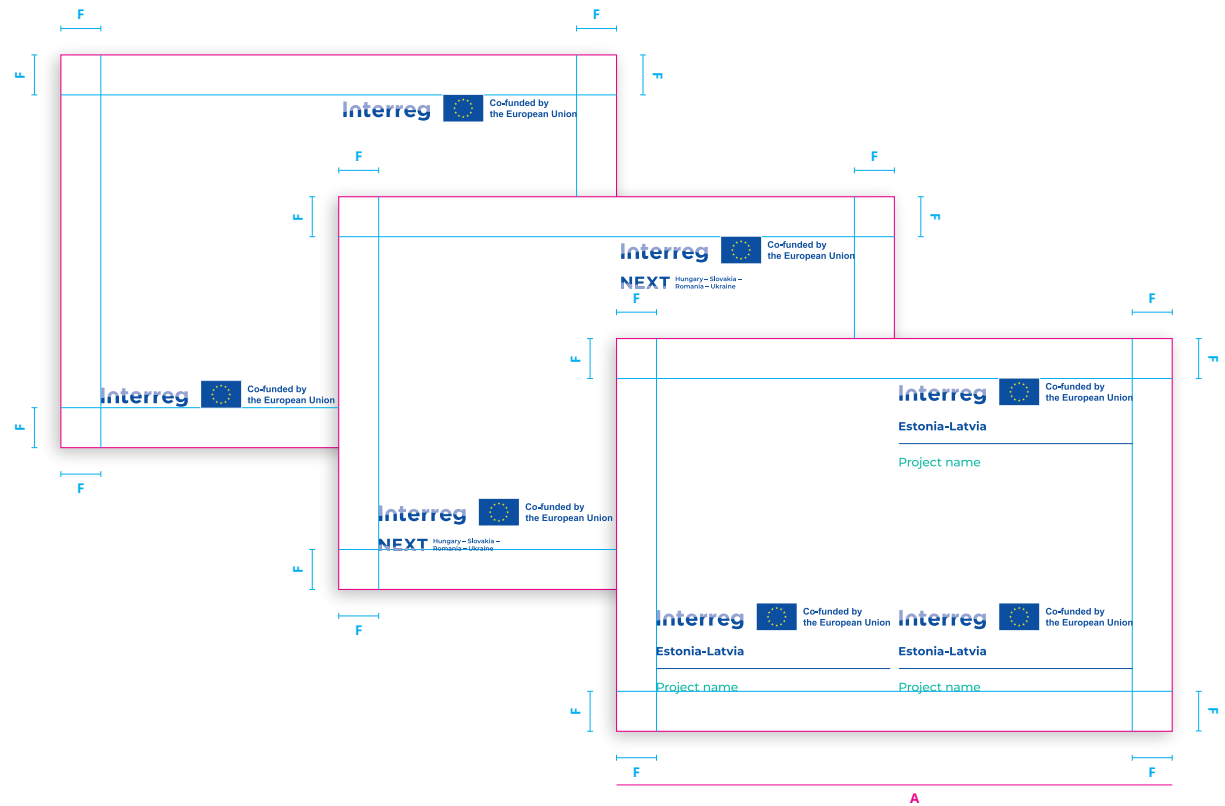 F
F
F
F
Interreg
Co-funded by
the European Union
Interreg
Co-funded by
the European Union
F
F
F
F
F
F
Interreg
Co-funded by
the European Union
NEXT
Hungary – Slovakia –
Romania – Ukraine
Interreg
Co-funded by
the European Union
NEXT
Hungary – Slovakia –
Romania – Ukraine
F
F
F
F
F
F
Interreg
Co-funded by
the European Union
Estonia-Latvia
Project name
Interreg
Co-funded by
the European Union
Estonia-Latvia
Project name
Interreg
Co-funded by
the European Union
Estonia-Latvia
Project name
F
F
F
F
A